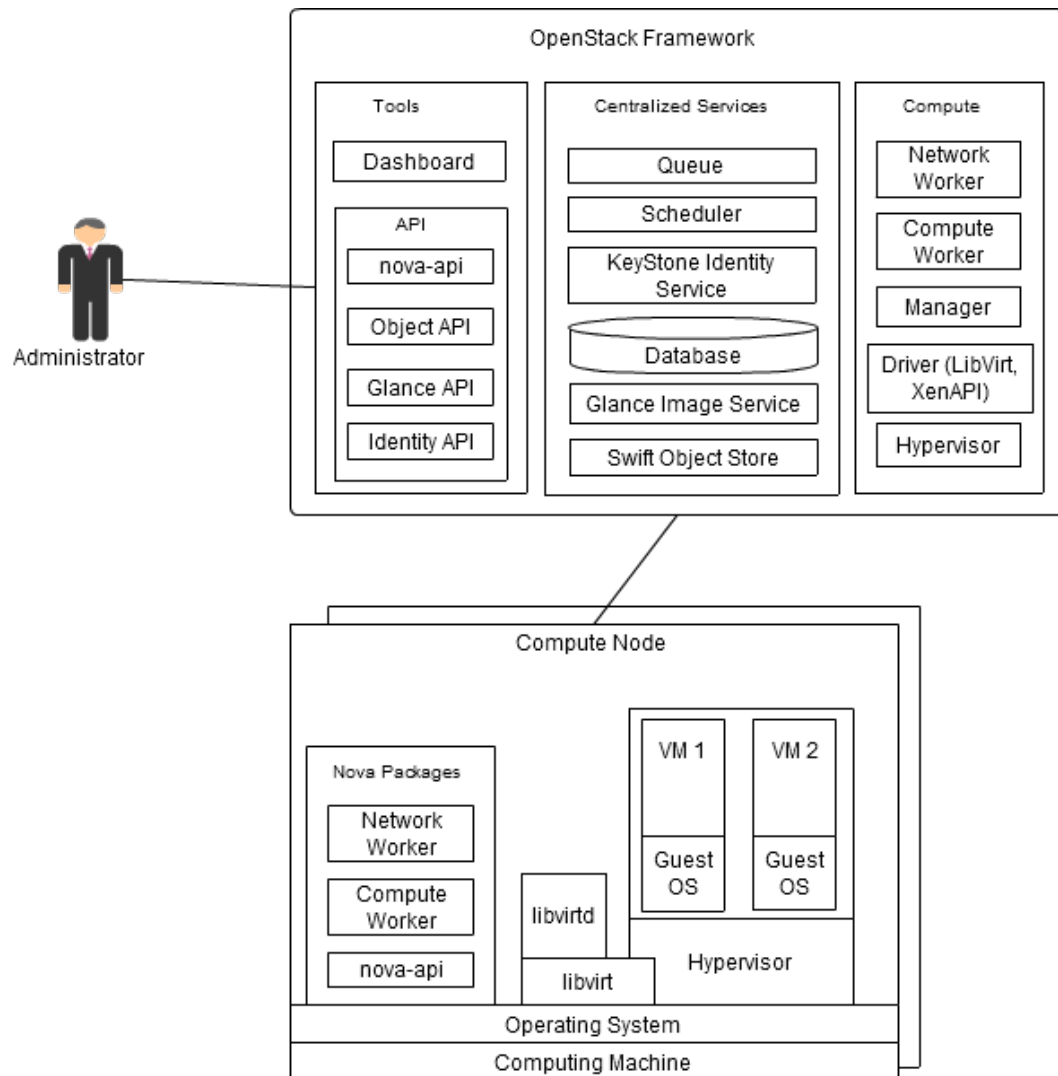 OpenStack Framework
Tools
Dashboard
API
nova-api
Object API
Glance API
Identity API
Centralized Services
Queue
Scheduler
KeyStone Identity
Service
Database
Glance Image Service
Swift Object Store
Compute
Network
Worker
Compute
Worker
Manager
Driver (LibVirt,
XenAPI)
Hypervisor
Administrator
Compute Node
Nova Packages
Network
Worker
Compute
Worker
nova-api
libvirtd
libvirt
VM 1
Guest
OS
VM 2
Guest
OS
Hypervisor
Operating System
Computing Machine